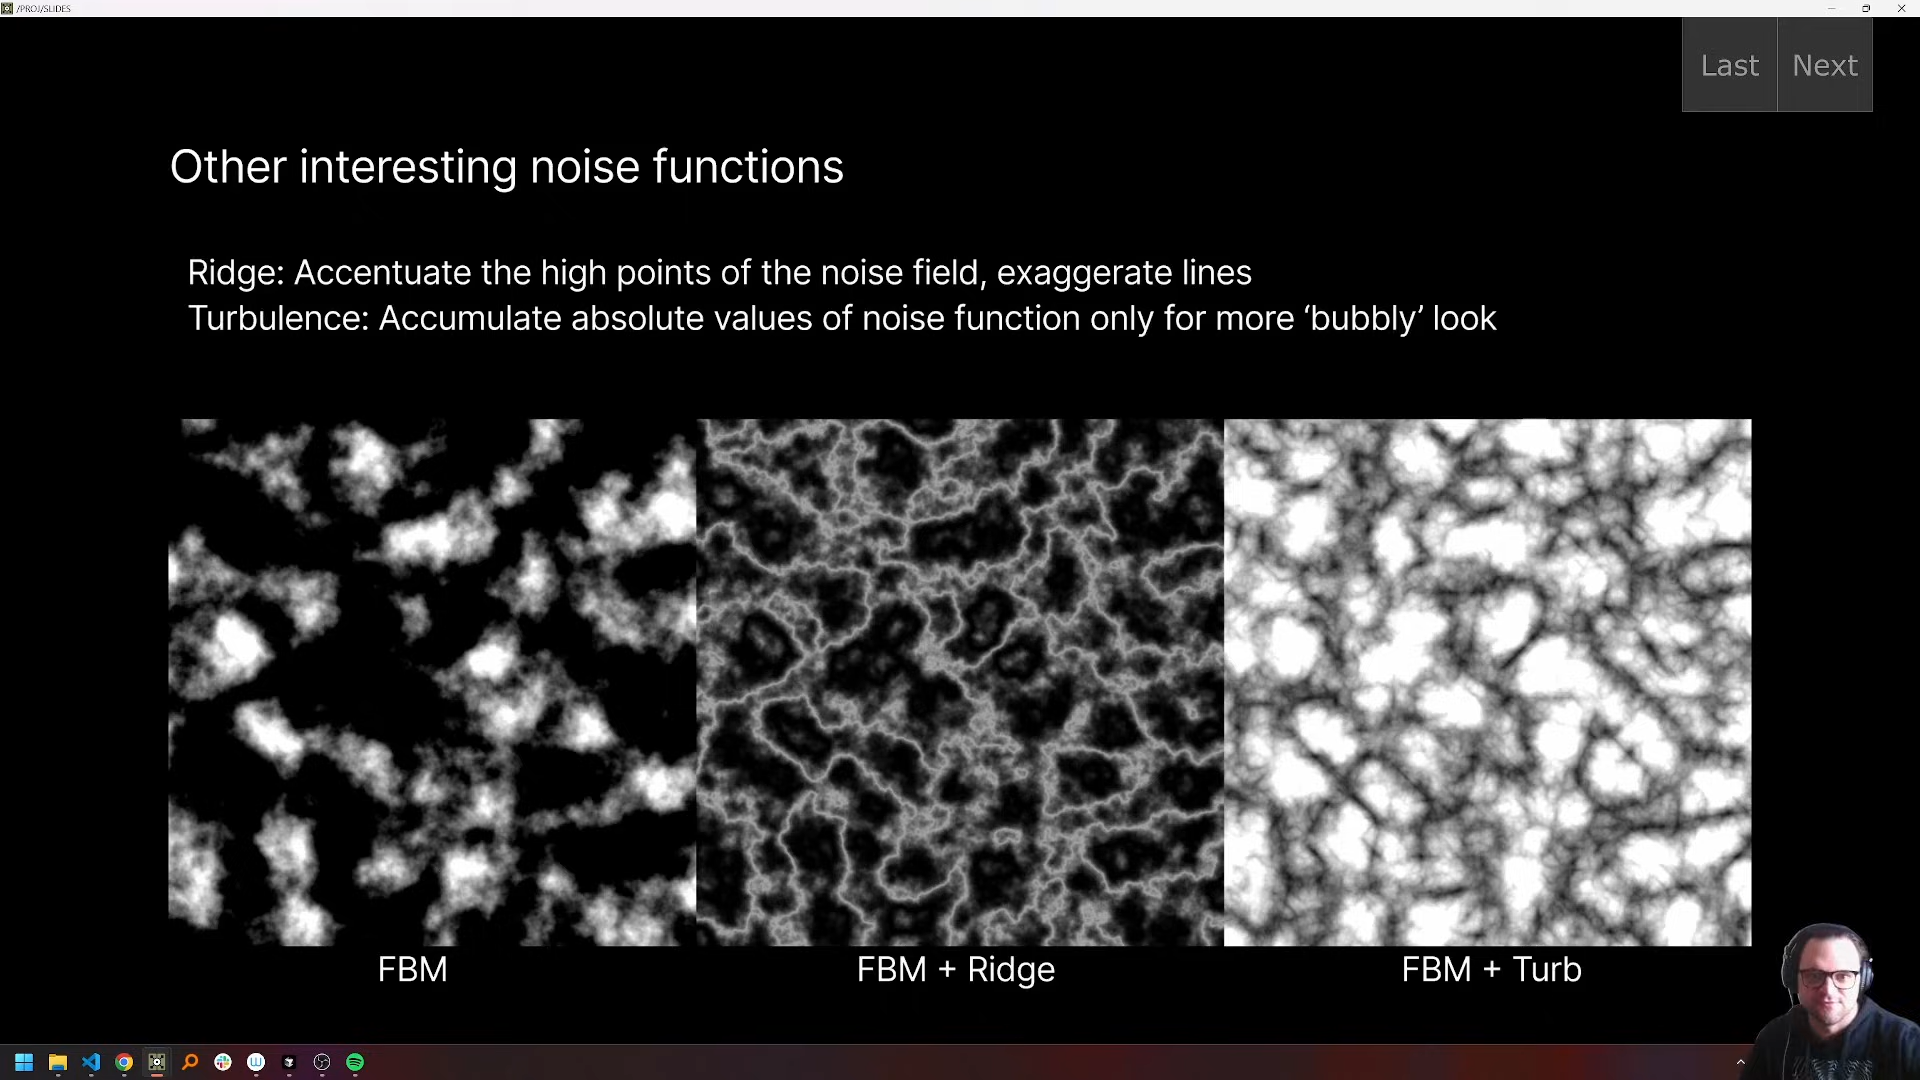 /PROJ/SLIDES
Last
Next
Other interesting noise functions
Ridge: Accentuate the high points of the noise field, exaggerate lines
Turbulence: Accumulate absolute values of noise function only for more ‘bubbly’ look
FBM
FBM + Ridge
FBM + Turb